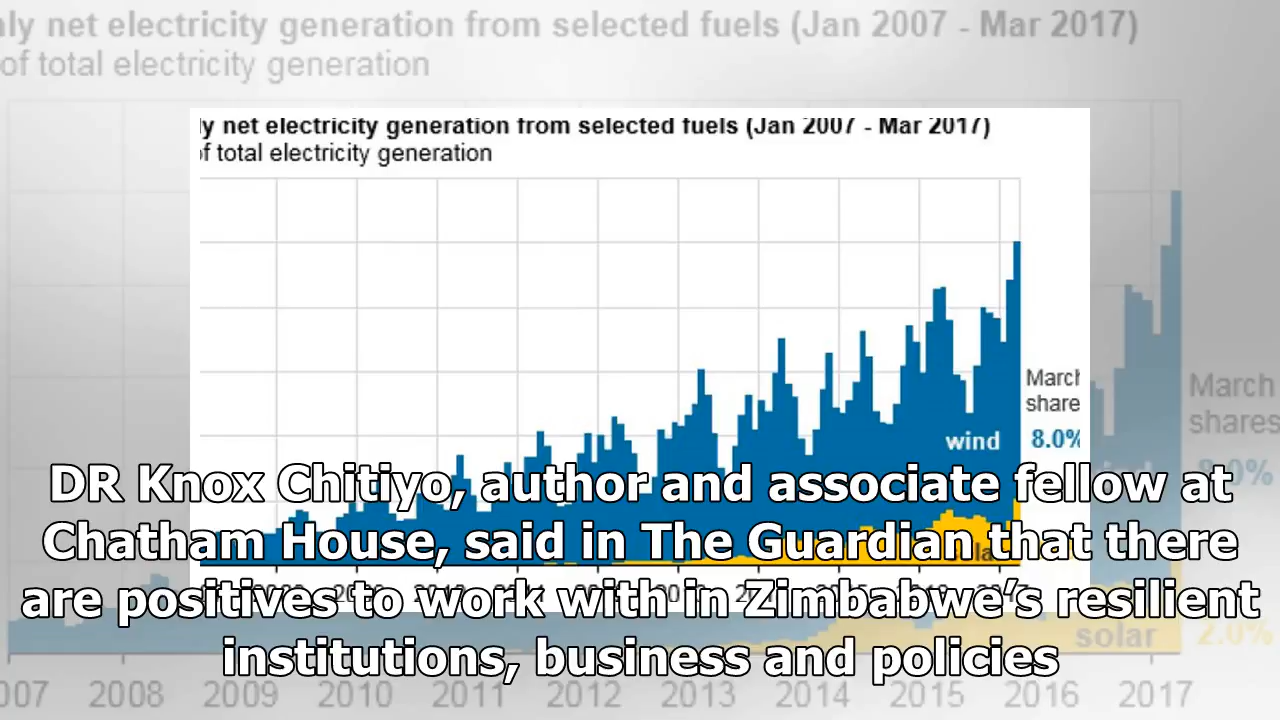 ly net electricity generation from selected fuels (Jan 2007 - Mar 2017)
of total electricity generation
ly net electricity generation from selected fuels (Jan 2007 - Mar 2017)
of total electricity generation
March
share
wind
8.0%
March
shares
DR Knox Chitiyo, author and associate fellow at
Chatham House, said in The Guardian that there
are positives to work with in Zimbabwe’s resilient
institutions, business and policies
solar
2.0%
007 2008 2009 2010 2011 2012 2013 2014 2015 2016 2017